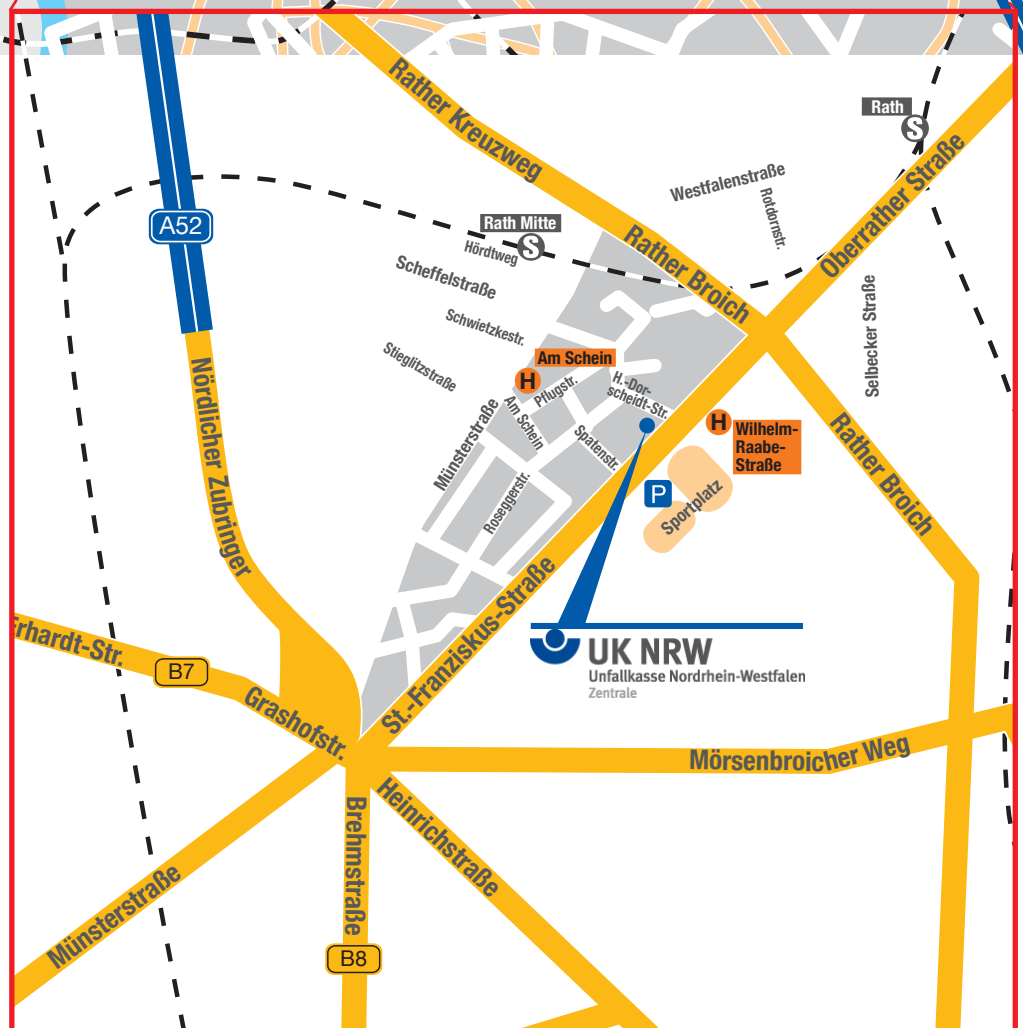 Rather Kreuzweg
Rath
S
Westfalenstraße
Rotdornstr.
Oberrather Straße
A52
Rath Mitte
S
Hördtweg
Rather Broich
Scheffelstraße
Schwietzkestr.
Stieglitzstraße
Selbecker Straße
Am Schein
H
Pflugstr.
H.-Dor-
scheidt-Str.
Am Schein
Münsterstraße
Spatenstr.
Roseggerstr.
H
Wilhelm-
Raabe-
Straße
P
Sportplatz
Rather Broich
Nördlicher Zubringer
St.-Franziskus-Straße
UK NRW
Unfallkasse Nordrhein-Westfalen
Zentrale
Erhardt-Str.
B7
Grashofstr.
Mörsenbroicher Weg
Heinrichstraße
Brehmstraße
Münsterstraße
B8